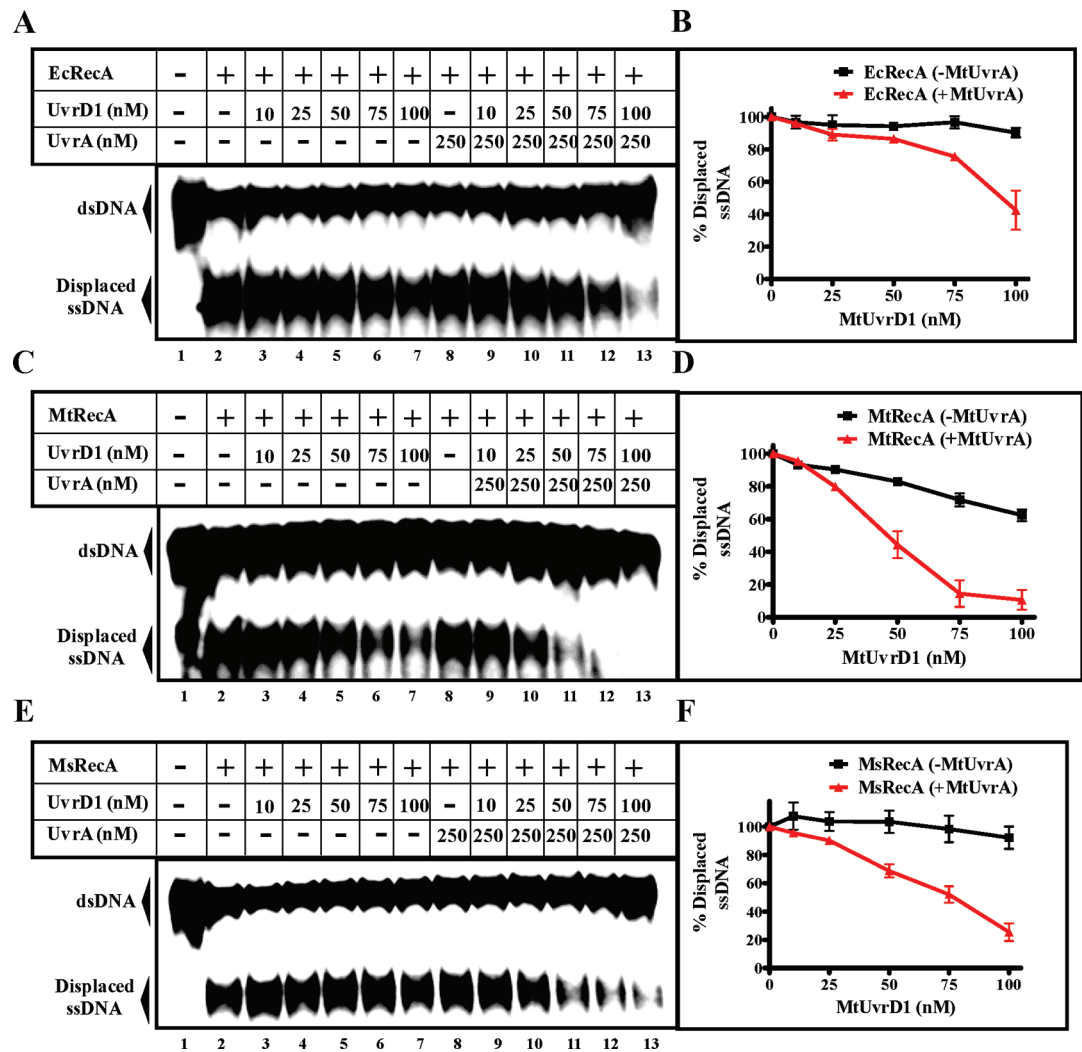 A
EcRecA - + + + + + + + + + + + +
UvrD1 (nM) - - 10 25 50 75 100 - 10 25 50 75 100
UvrA (nM) - - - - - - - 250 250 250 250 250 250
dsDNA
Displaced
ssDNA
1 2 3 4 5 6 7 8 9 10 11 12 13
B
EcRecA (-MtUvrA)
EcRecA (+MtUvrA)
% Displaced
ssDNA
100
80
60
40
20
0
0 25 50 75 100
MtUvrD1 (nM)
C
MtRecA - + + + + + + + + + + + +
UvrD1 (nM) - - 10 25 50 75 100 - 10 25 50 75 100
UvrA (nM) - - - - - - - 250 250 250 250 250
dsDNA
Displaced
ssDNA
1 2 3 4 5 6 7 8 9 10 11 12 13
D
MtRecA (-MtUvrA)
MtRecA (+MtUvrA)
% Displaced
ssDNA
100
80
60
40
20
0
0 25 50 75 100
MtUvrD1 (nM)
E
MsRecA - + + + + + + + + + + + +
UvrD1 (nM) - - 10 25 50 75 100 - 10 25 50 75 100
UvrA (nM) - - - - - - - 250 250 250 250 250 250
dsDNA
Displaced
ssDNA
1 2 3 4 5 6 7 8 9 10 11 12 13
F
MsRecA (-MtUvrA)
MsRecA (+MtUvrA)
% Displaced
ssDNA
100
80
60
40
20
0
0 25 50 75 100
MtUvrD1 (nM)